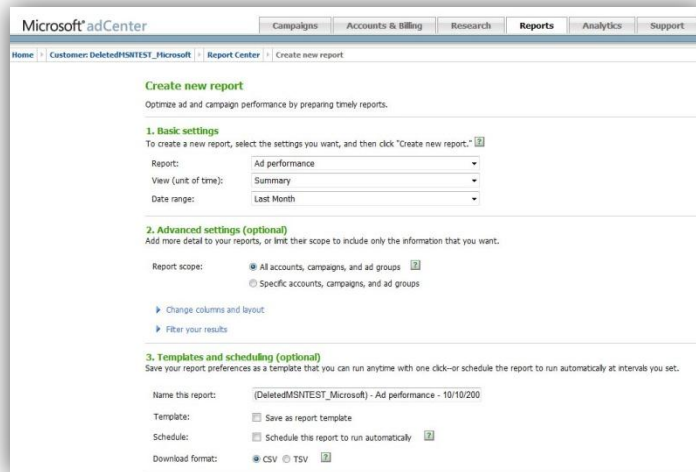 Microsoft® adCenter
Campaigns Accounts & Billing Research Reports Analytics Support
Home Customer: DeletedMSNTEST_Microsoft Report Center Create new report
Create new report
Optimize ad and campaign performance by preparing timely reports.
1. Basic settings
To create a new report, select the settings you want, and then click "Create new report." ?
Report: Ad performance
View (unit of time): Summary
Date range: Last Month
2. Advanced settings (optional)
Add more detail to your reports, or limit their scope to include only the information that you want.
Report scope: All accounts, campaigns, and ad groups ?
Specific accounts, campaigns, and ad groups
Change columns and layout
Filter your results
3. Templates and scheduling (optional)
Save your report preferences as a template that you can run anytime with one click--or schedule the report to run automatically at intervals you set.
Name this report: (DeletedMSNTEST_Microsoft) - Ad performance - 10/10/200
Template: Save as report template
Schedule: Schedule this report to run automatically ?
Download format: CSV TSV ?